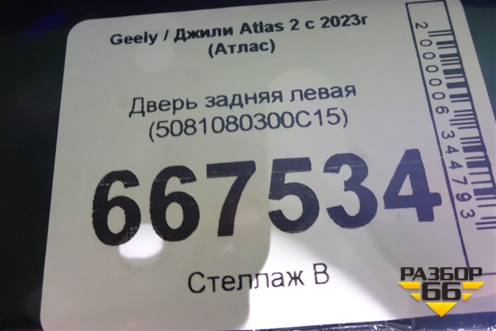 Geely / Джили Atlas 2 с 2023г
(Атлас)
Дверь задняя левая
(5081080300C15)
667534
Стеллаж В
2000006344793
РАЗБОР
66